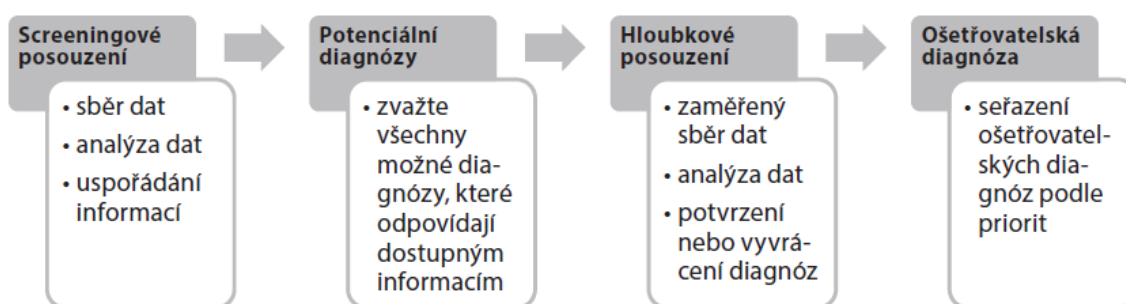 Screeningové
posouzení
• sběr dat
• analýza dat
• uspořádání
informací
Potenciální
diagnózy
• zvažte
všechny
možné dia-
gnózy, které
odpovídají
dostupným
informacím
Hloubkové
posouzení
• zaměřený
sběr dat
• analýza dat
• potvrzení
nebo vyvrá-
cení diagnóz
Ošetřovatelská
diagnóza
• seřazení
ošetřovatel-
ských dia-
gnóz podle
priorit